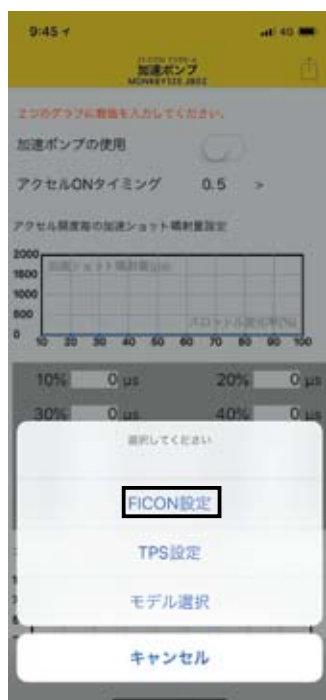 9:45
4G
FI-CON TYPE-e
加速ポンプ
MONKEY125 JB02
2つのグラフに数値を入力してください。
加速ポンプの使用
アクセルONタイミング 0.5 >
アクセル開度毎の加速ショット噴射量設定
2000
1500
1000
500
0
加速ショット噴射量(μs)
スロットル変化率(%)
10 20 30 40 50 60 70 80 90 100
10% 0 μs 20% 0 μs
30% 0 μs 40% 0 μs
選択してください
FICON設定
TPS設定
モデル選択
キャンセル